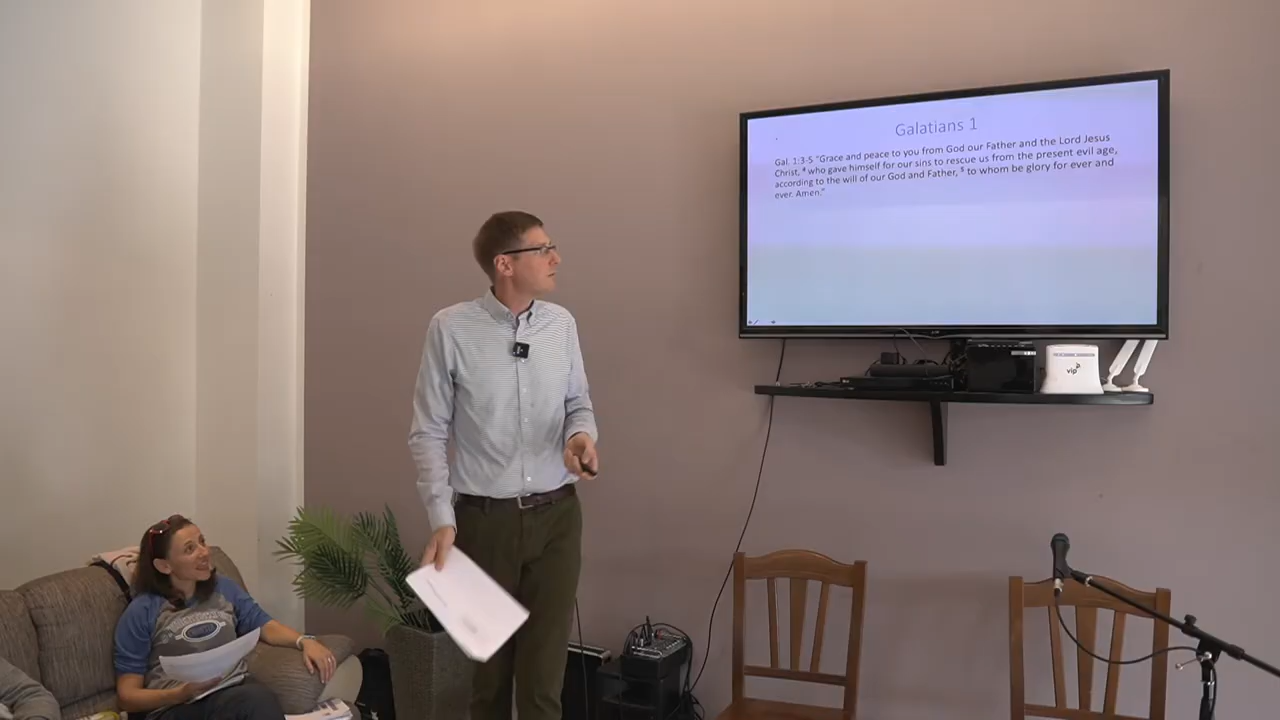 Galatians 1
Gal. 1:3-5 "Grace and peace to you from God our Father and the Lord Jesus
Christ, ⁴ who gave himself for our sins to rescue us from the present evil age,
according to the will of our God and Father, ⁵ to whom be glory for ever and
ever. Amen."
vip